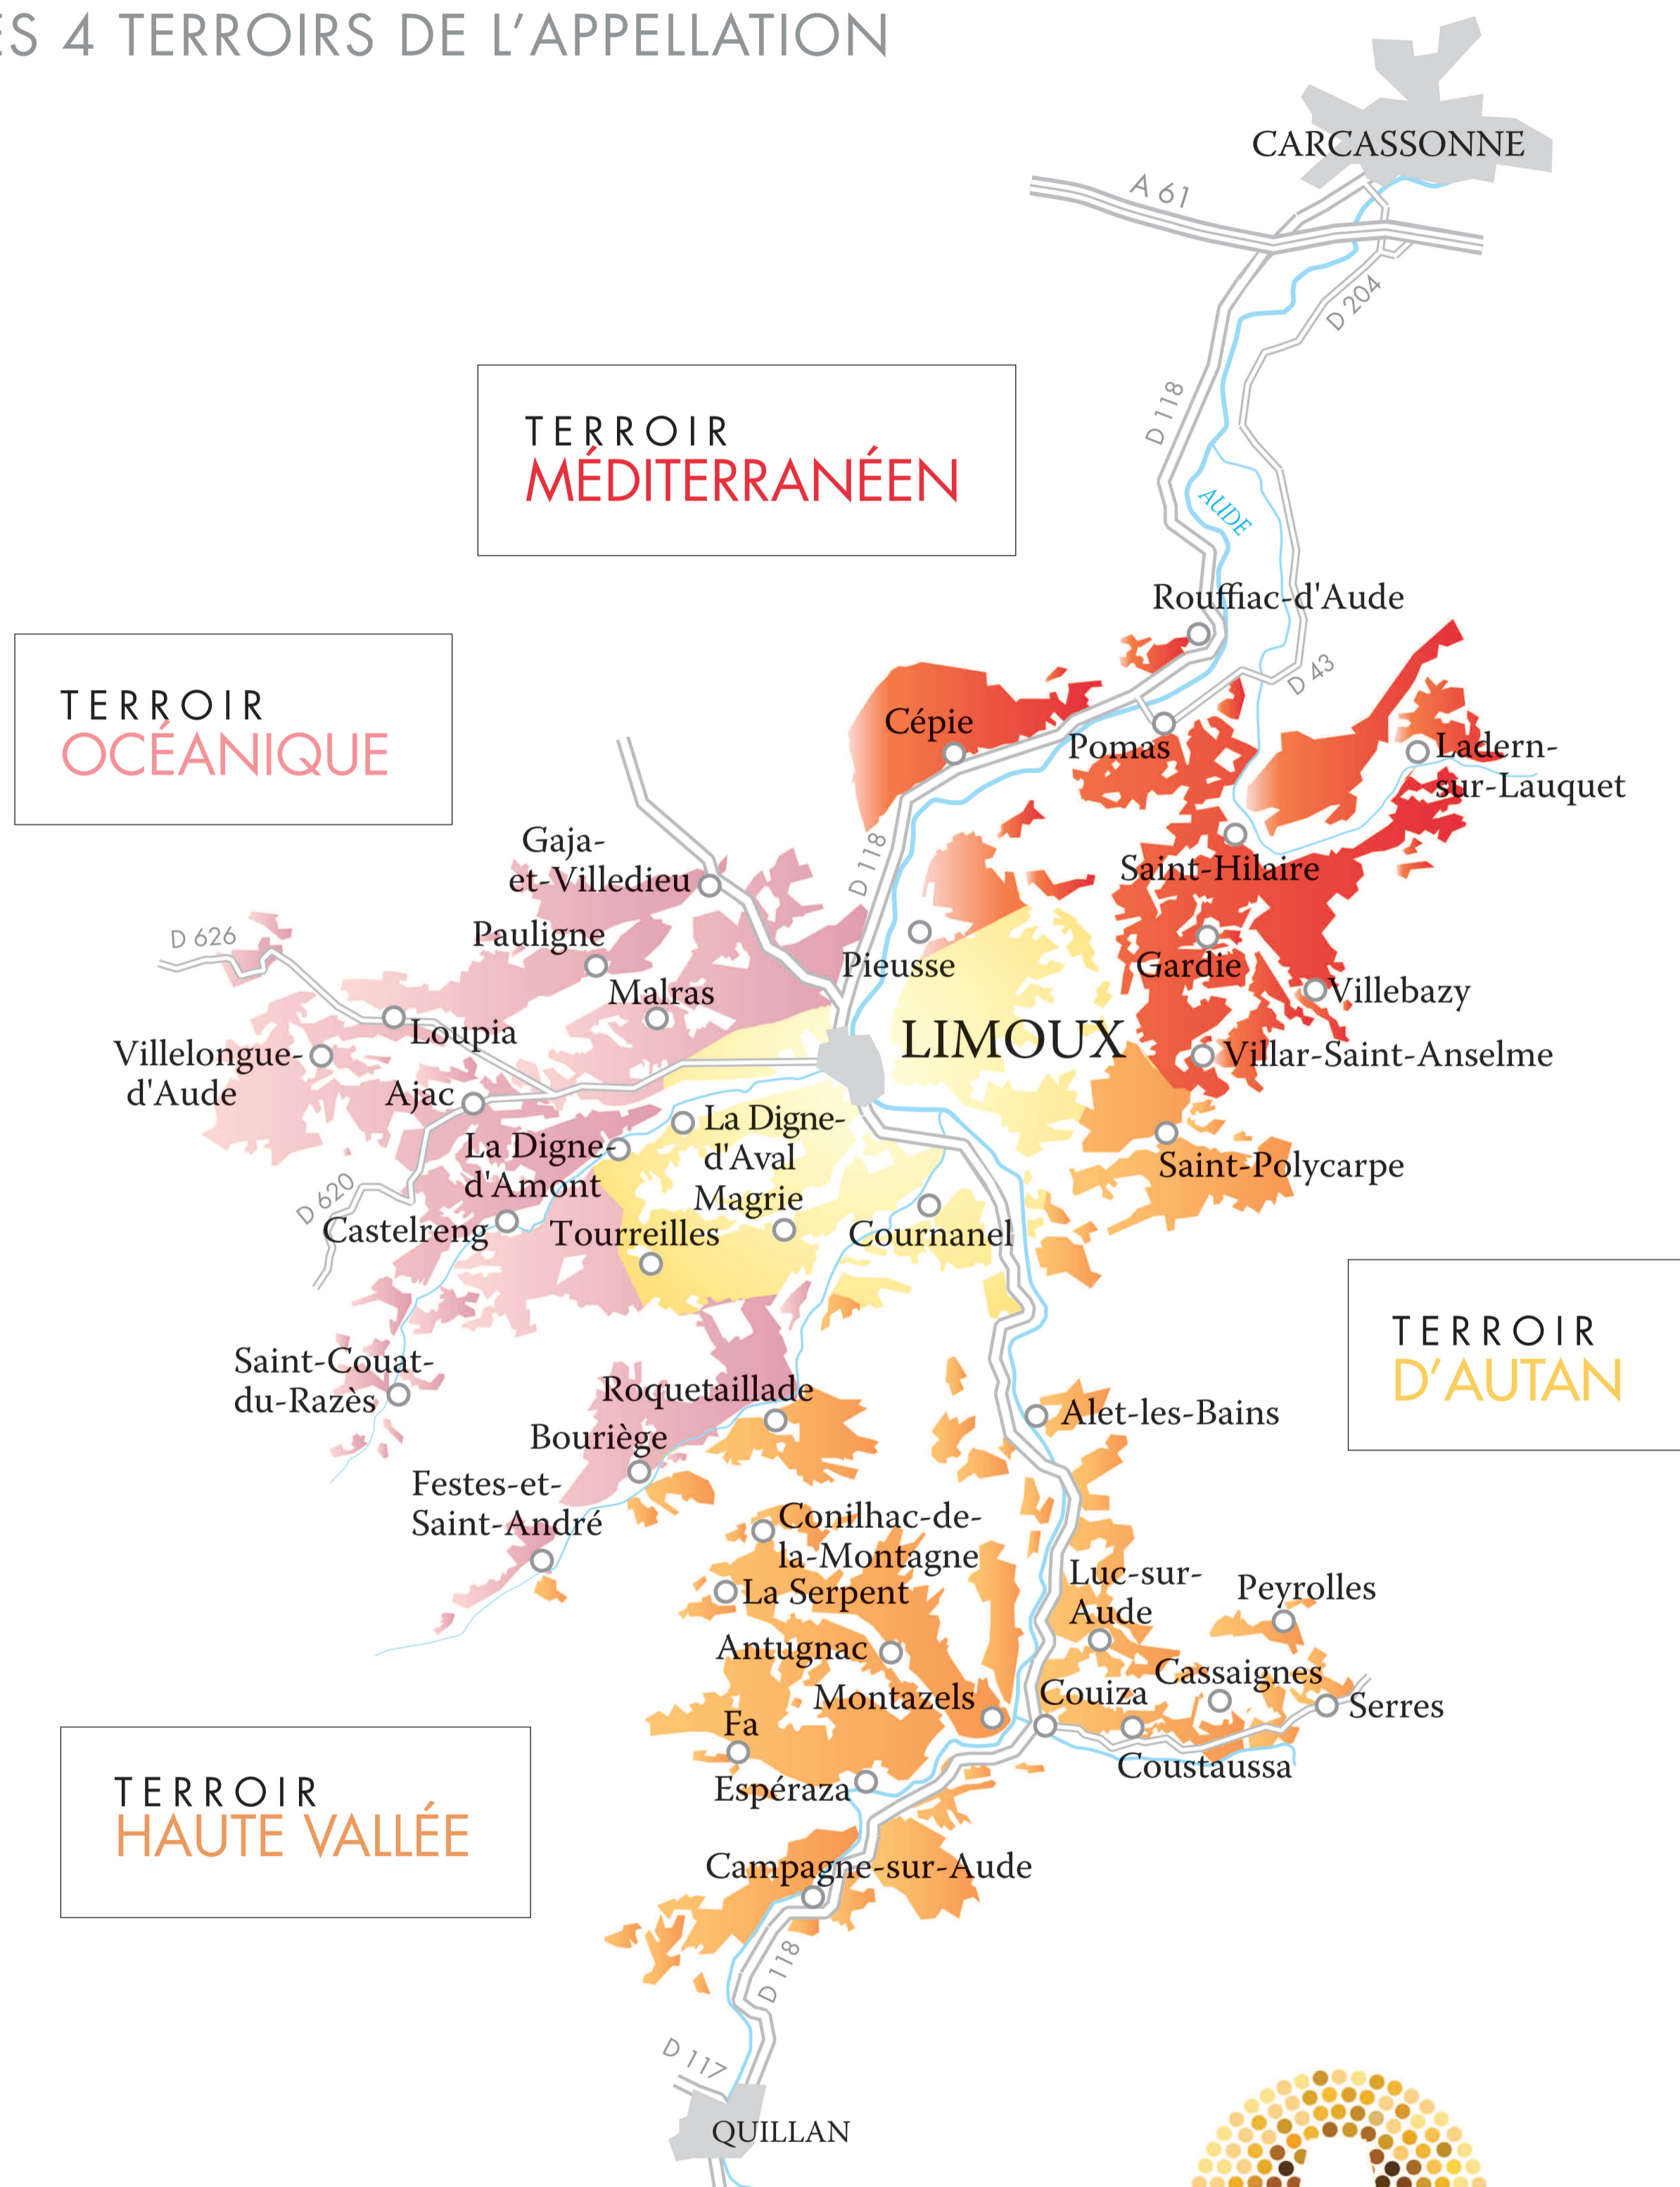 ES 4 TERROIRS DE L'APPELLATION
CARCASSONNE
A 61
D 204
D 118
TERROIR
MÉDITERRANÉEN
AUDE
Rouffiac-d'Aude
TERROIR
OCÉANIQUE
D 43
Cépie
Pomas
Ladern-
sur-Lauquet
Gaja-
et-Villedieu
D 118
Saint-Hilaire
D 626
Pauligne
Pieusse
Gardie
Malras
Villebazy
Loupia
LIMOUX
Villelongue-
d'Aude
Villar-Saint-Anselme
Ajac
La Digne-
d'Aval
La Digne-
d'Amont
Saint-Polycarpe
D 620
Magrie
Castelreng
Tourreilles
Cournanel
TERROIR
D'AUTAN
Saint-Couat-
du-Razès
Roquetaillade
Alet-les-Bains
Bouriège
Festes-et-
Saint-André
Conilhac-de-
la-Montagne
Luc-sur-
Aude
Peyrolles
La Serpent
Antugnac
Cassaignes
Montazels
Couiza
Serres
Fa
Coustaussa
Espéraza
TERROIR
HAUTE VALLÉE
Campagne-sur-Aude
D 118
D 117
QUILLAN